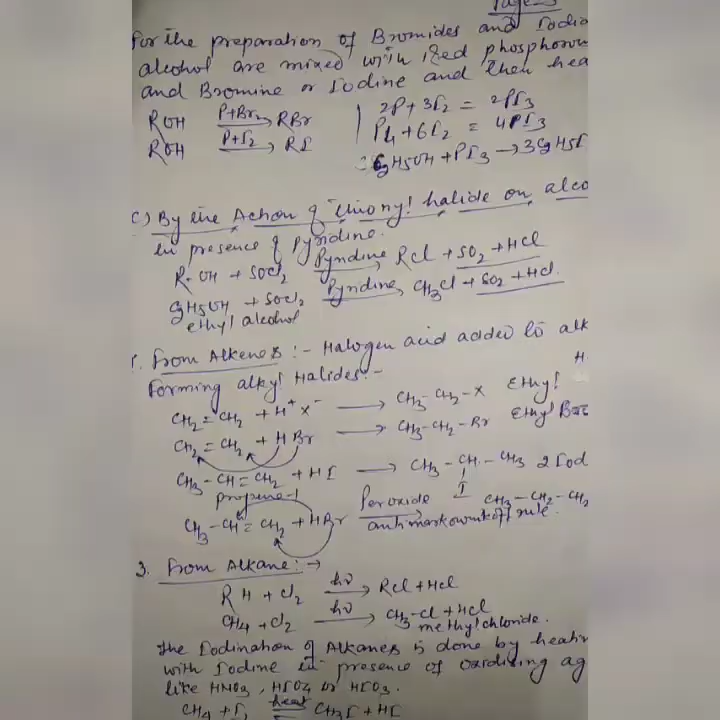 Page 2
For the preparation of Bromides and Iodi
alcohol are mixed with Red phosphorou
and Bromine or Iodine and then hea
ROH P+Br2 → RBr | 2P + 3I2 = 2PI3
ROH P+I2 → RI | P4 + 6I2 = 4PI3
C2H5OH + PI3 → 3C2H5I
C) By the Action of Thionyl halide on alco
in presence of Pyridine.
R-OH + SOCl2 Pyridine → RCl + SO2 + HCl
C2H5OH + SOCl2 Pyridine → CH3Cl + SO2 + HCl
ethyl alcohol
From Alkenes :- Halogen acid added to alk
forming alkyl Halides:- H
CH2=CH2 + H+ X- → CH3-CH2-X Ethyl
CH2=CH2 + HBr → CH3-CH2-Br Ethyl
CH3-CH=CH2 + HI → CH3-CH-CH3 2 Iod
propene-1 I
CH3-CH=CH2 + HBr Peroxide → CH3-CH2-CH2
antimarkownikoff rule.
3. From Alkane:- →
RH + Cl2 hν → RCl + HCl
CH4 + Cl2 hν → CH3-Cl + HCl
methyl chloride.
The Iodination of Alkanes is done by heatin
with Iodine in presence of oxidising ag
like HNO3, HIO4 or HIO3.
CH4 + I2 heat ⇌ CH3I + HI